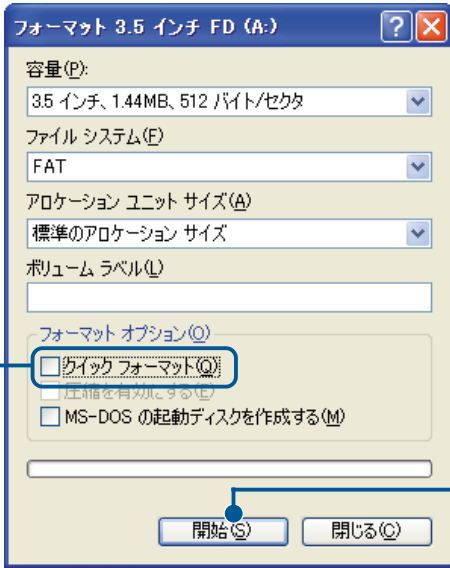 フォーマット 3.5 インチ FD (A:)
容量(P):
3.5 インチ、1.44MB、512 バイト/セクタ
ファイル システム(F)
FAT
アロケーション ユニット サイズ(A)
標準のアロケーション サイズ
ボリューム ラベル(L)
フォーマット オプション(O)
クイック フォーマット(Q)
圧縮を有効にする(E)
MS-DOS の起動ディスクを作成する(M)
開始(S) 閉じる(C)